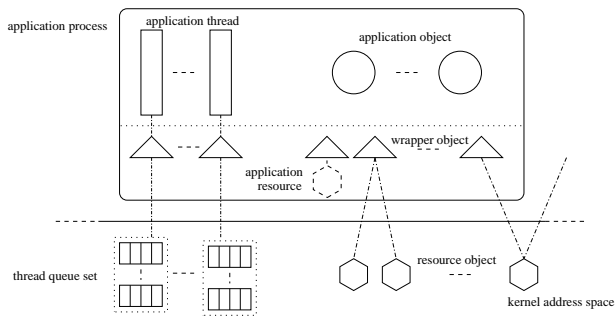 application process
application thread
application object
wrapper object
application
resource
thread queue set
resource object
kernel address space